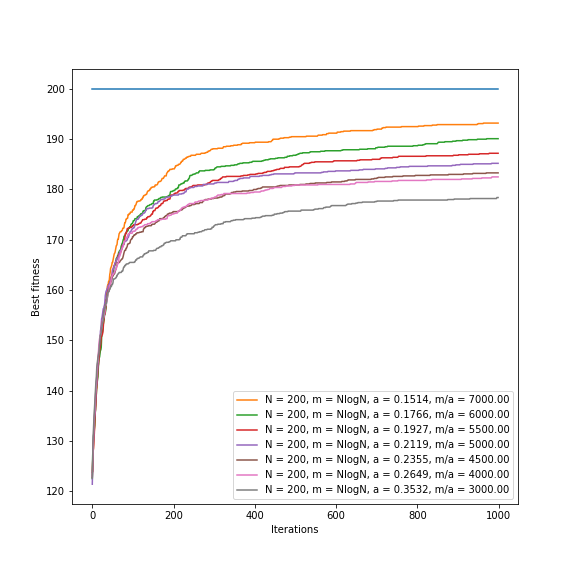 200
190
180
170
160
150
140
130
120
Best fitness
N = 200, m = NlogN, a = 0.1514, m/a = 7000.00
N = 200, m = NlogN, a = 0.1766, m/a = 6000.00
N = 200, m = NlogN, a = 0.1927, m/a = 5500.00
N = 200, m = NlogN, a = 0.2119, m/a = 5000.00
N = 200, m = NlogN, a = 0.2355, m/a = 4500.00
N = 200, m = NlogN, a = 0.2649, m/a = 4000.00
N = 200, m = NlogN, a = 0.3532, m/a = 3000.00
0 200 400 600 800 1000
Iterations